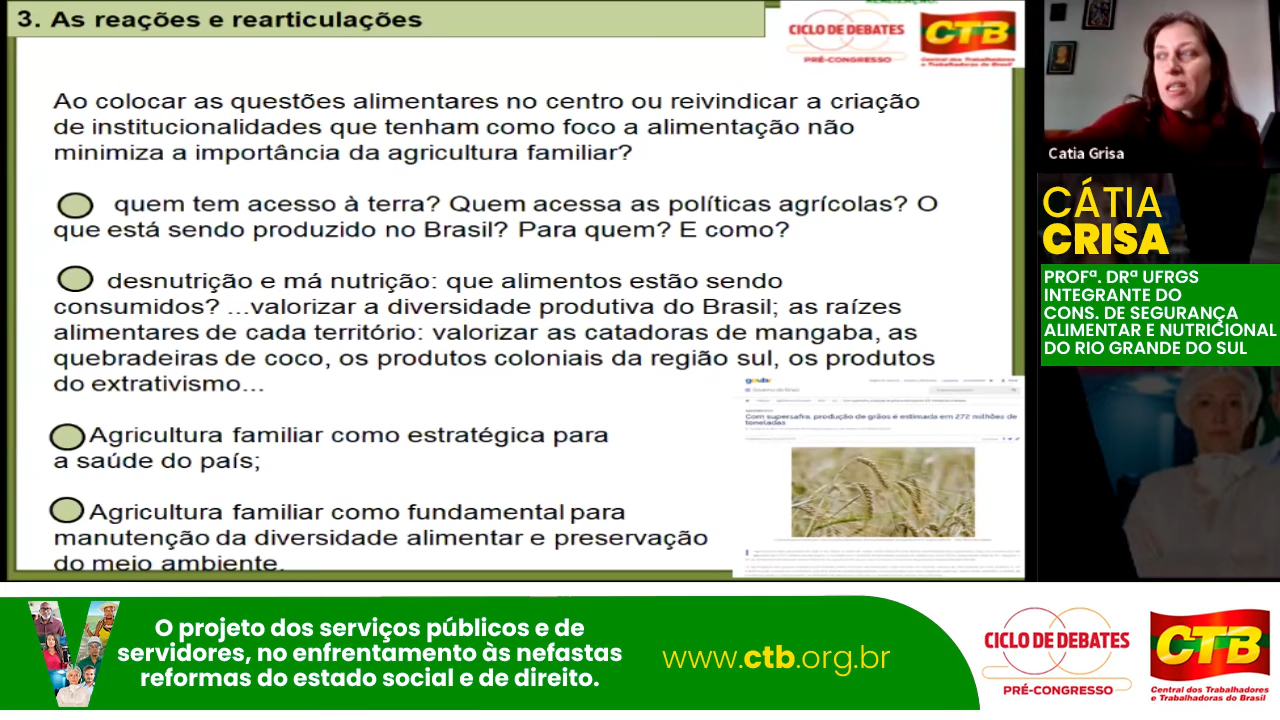 3. As reações e rearticulações
REALIZAÇÃO:
CICLO DE DEBATES
PRÉ-CONGRESSO
CTB
Central dos Trabalhadores
e Trabalhadoras do Brasil
Ao colocar as questões alimentares no centro ou reivindicar a criação
de institucionalidades que tenham como foco a alimentação não
minimiza a importância da agricultura familiar?
quem tem acesso à terra? Quem acessa as políticas agrícolas? O
que está sendo produzido no Brasil? Para quem? E como?
desnutrição e má nutrição: que alimentos estão sendo
consumidos? ...valorizar a diversidade produtiva do Brasil; as raízes
alimentares de cada território: valorizar as catadoras de mangaba, as
quebradeiras de coco, os produtos coloniais da região sul, os produtos
do extrativismo...
Agricultura familiar como estratégica para
a saúde do país;
Agricultura familiar como fundamental para
manutenção da diversidade alimentar e preservação
do meio ambiente.
govbr
Governo do Brasil
Com supersafra, produção de grãos é estimada em 272 milhões de
toneladas
Catia Grisa
CÁTIA
CRISA
PROFª. DRª UFRGS
INTEGRANTE DO
CONS. DE SEGURANÇA
ALIMENTAR E NUTRICIONAL
DO RIO GRANDE DO SUL
V
O projeto dos serviços públicos e de
servidores, no enfrentamento às nefastas
reformas do estado social e de direito.
www.ctb.org.br
CICLO DE DEBATES
PRÉ-CONGRESSO
CTB
Central dos Trabalhadores
e Trabalhadoras do Brasil